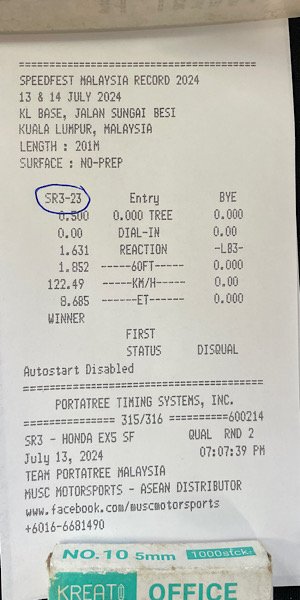 ==========================================
SPEEDFEST MALAYSIA RECORD 2024
13 & 14 JULY 2024
KL BASE, JALAN SUNGAI BESI
KUALA LUMPUR, MALAYSIA
LENGTH : 201M
SURFACE : NO-PREP
SR3-23 Entry BYE
0.500 0.000 TREE 0.000
0.00 DIAL-IN 0.00
1.631 REACTION -LB3-
1.852 -----60FT----- 0.000
122.49 -----KM/H----- 0.00
8.685 ------ET------ 0.000
WINNER
FIRST
STATUS DISQUAL
Autostart Disabled
==========================================
PORTATREE TIMING SYSTEMS, INC.
================ 315/316 ==========600214
SR3 - HONDA EX5 SF QUAL RND 2
July 13, 2024 07:07:39 PM
TEAM PORTATREE MALAYSIA
MUSC MOTORSPORTS - ASEAN DISTRIBUTOR
www.facebook.com/muscmotorsports
+6016-6681490
NO.10 5mm 1000stck.
KREAT OFFICE